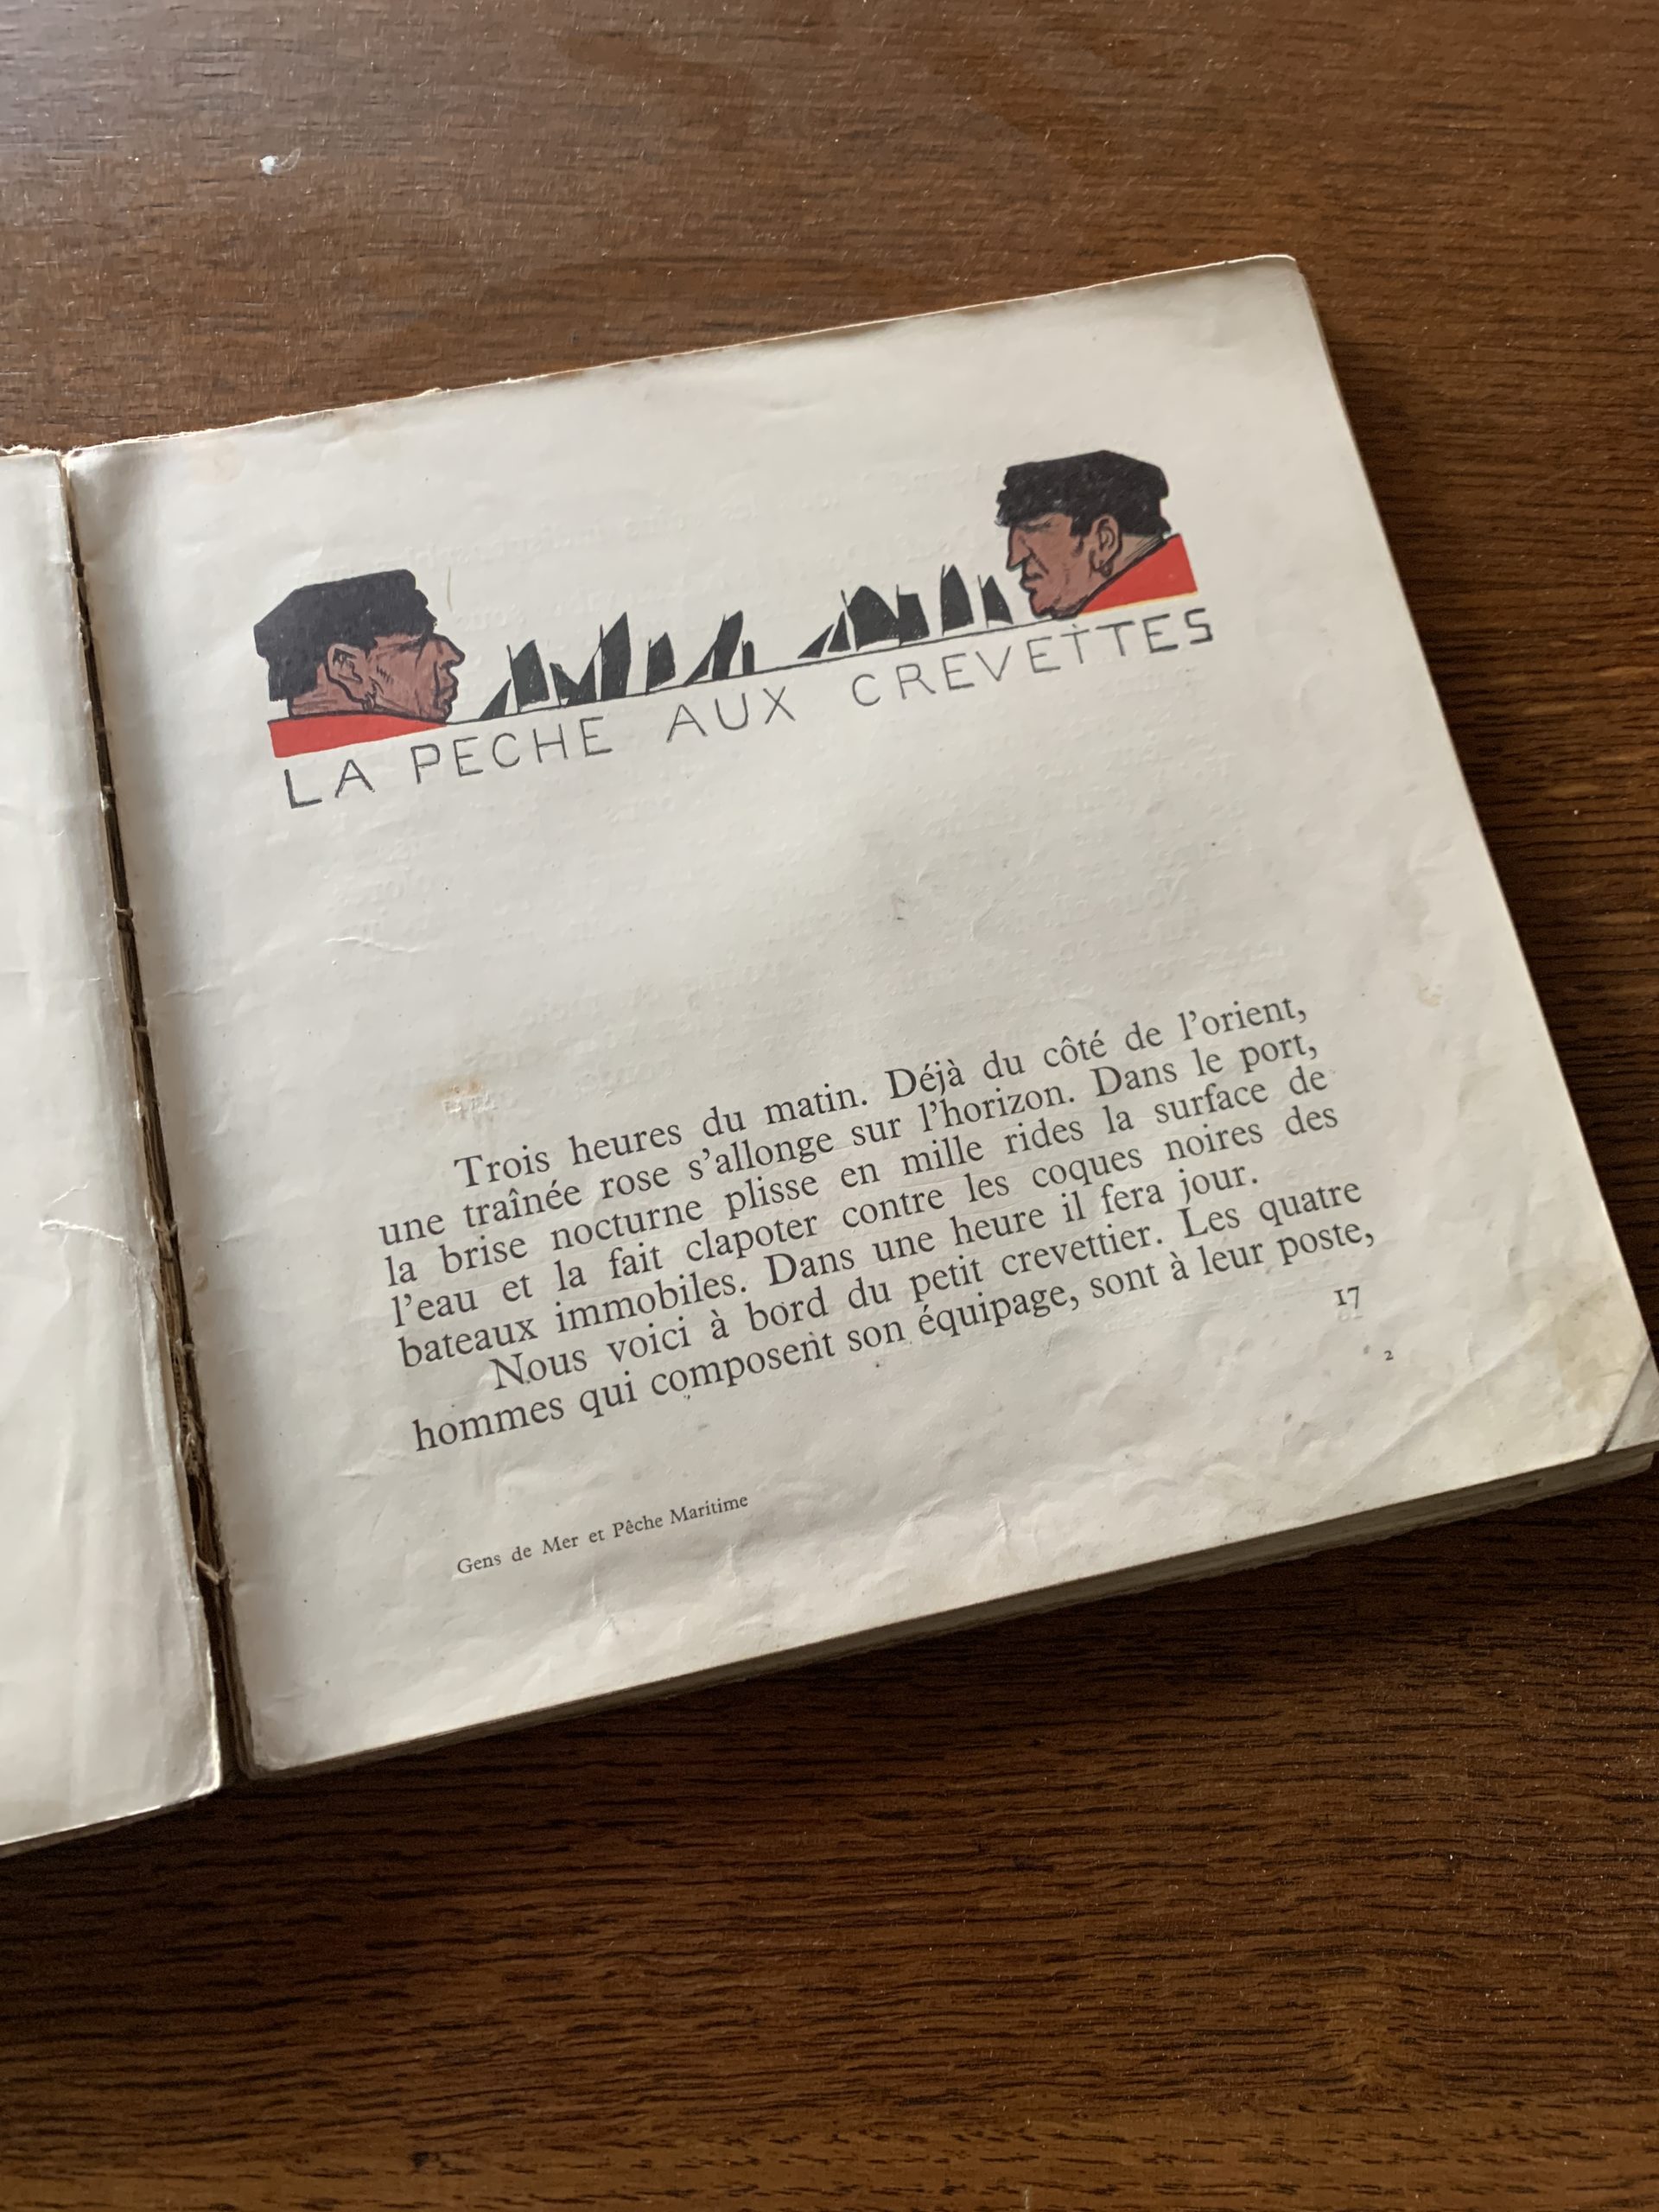 LA PECHE AUX CREVETTES
Trois heures du matin. Déjà du côté de l'orient,
une traînée rose s'allonge sur l'horizon. Dans le port,
la brise nocturne plisse en mille rides la surface de
l'eau et la fait clapoter contre les coques noires des
bateaux immobiles. Dans une heure il fera jour.
Nous voici à bord du petit crevettier. Les quatre
hommes qui composent son équipage, sont à leur poste,
17
2
Gens de Mer et Pêche Maritime